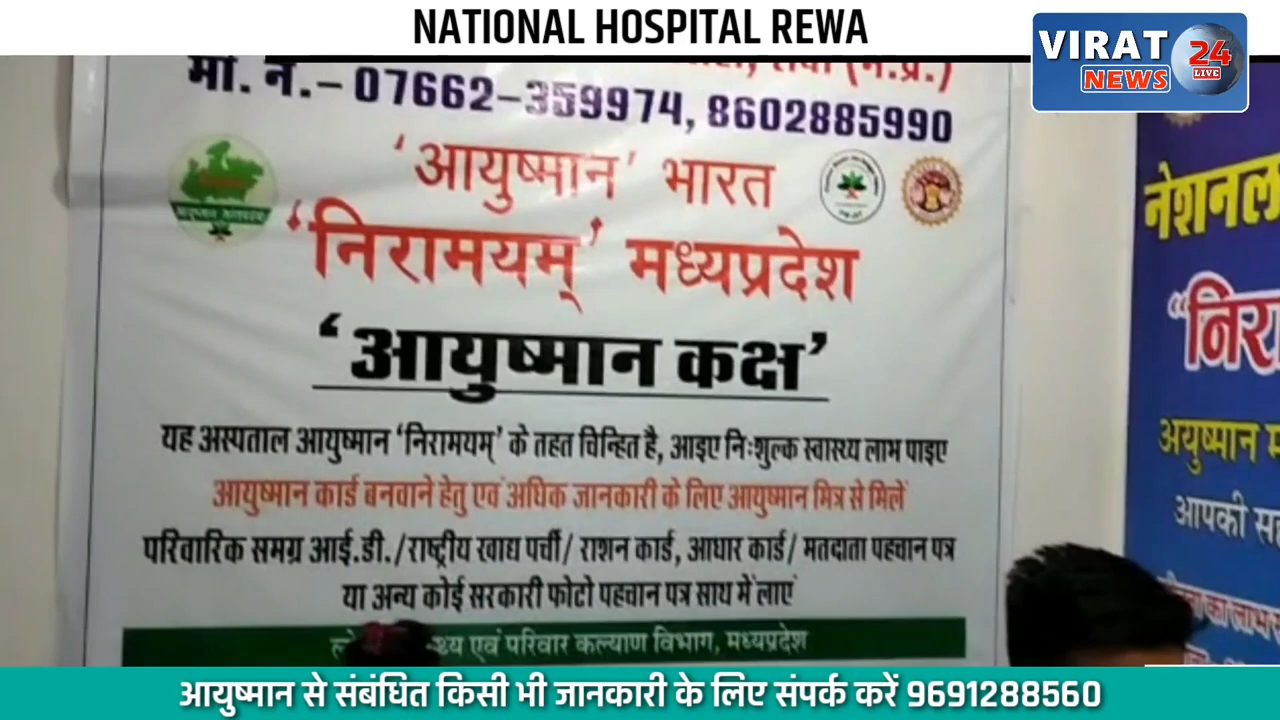 NATIONAL HOSPITAL REWA
VIRAT
NEWS
24
LIVE
मो. न.– 07662–359974, 8602885990
‘आयुष्मान’ भारत
‘निरामयम्’ मध्यप्रदेश
‘आयुष्मान कक्ष’
यह अस्पताल आयुष्मान ‘निरामयम्’ के तहत चिन्हित है, आइए निःशुल्क स्वास्थ्य लाभ पाइए
आयुष्मान कार्ड बनवाने हेतु एवं अधिक जानकारी के लिए आयुष्मान मित्र से मिलें
परिवारिक समग्र आई.डी./राष्ट्रीय खाद्य पर्ची/ राशन कार्ड, आधार कार्ड/ मतदाता पहचान पत्र
या अन्य कोई सरकारी फोटो पहचान पत्र साथ में लाएं
एवं परिवार कल्याण विभाग, मध्यप्रदेश
नेशनल
“निरा
अयुष्मान
आपकी
का लाभ
आयुष्मान से संबंधित किसी भी जानकारी के लिए संपर्क करें 9691288560